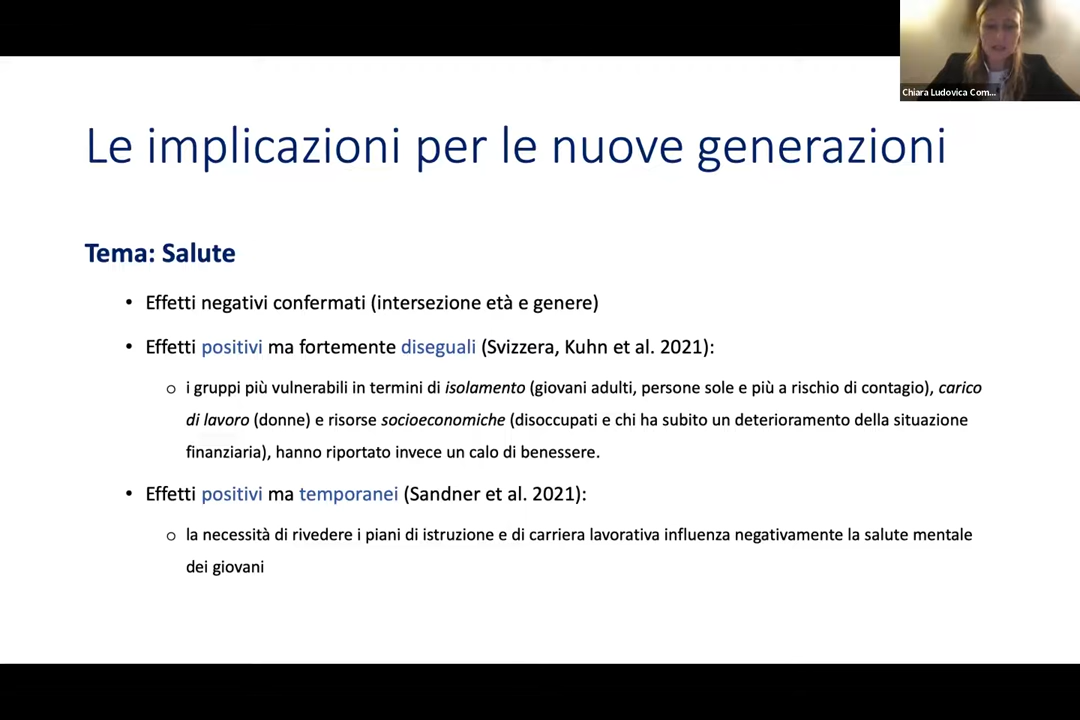 Chiara Ludovica Com...
Le implicazioni per le nuove generazioni
Tema: Salute
• Effetti negativi confermati (intersezione età e genere)
• Effetti positivi ma fortemente diseguali (Svizzera, Kuhn et al. 2021):
o i gruppi più vulnerabili in termini di isolamento (giovani adulti, persone sole e più a rischio di contagio), carico
di lavoro (donne) e risorse socioeconomiche (disoccupati e chi ha subito un deterioramento della situazione
finanziaria), hanno riportato invece un calo di benessere.
• Effetti positivi ma temporanei (Sandner et al. 2021):
o la necessità di rivedere i piani di istruzione e di carriera lavorativa influenza negativamente la salute mentale
dei giovani